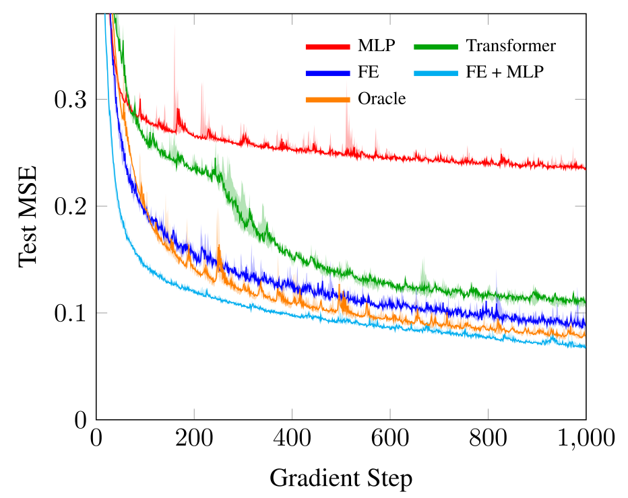 MLP
Transformer
FE
FE + MLP
Oracle
0.3
0.2
0.1
0
Test MSE
0
200
400
600
800
1,000
Gradient Step